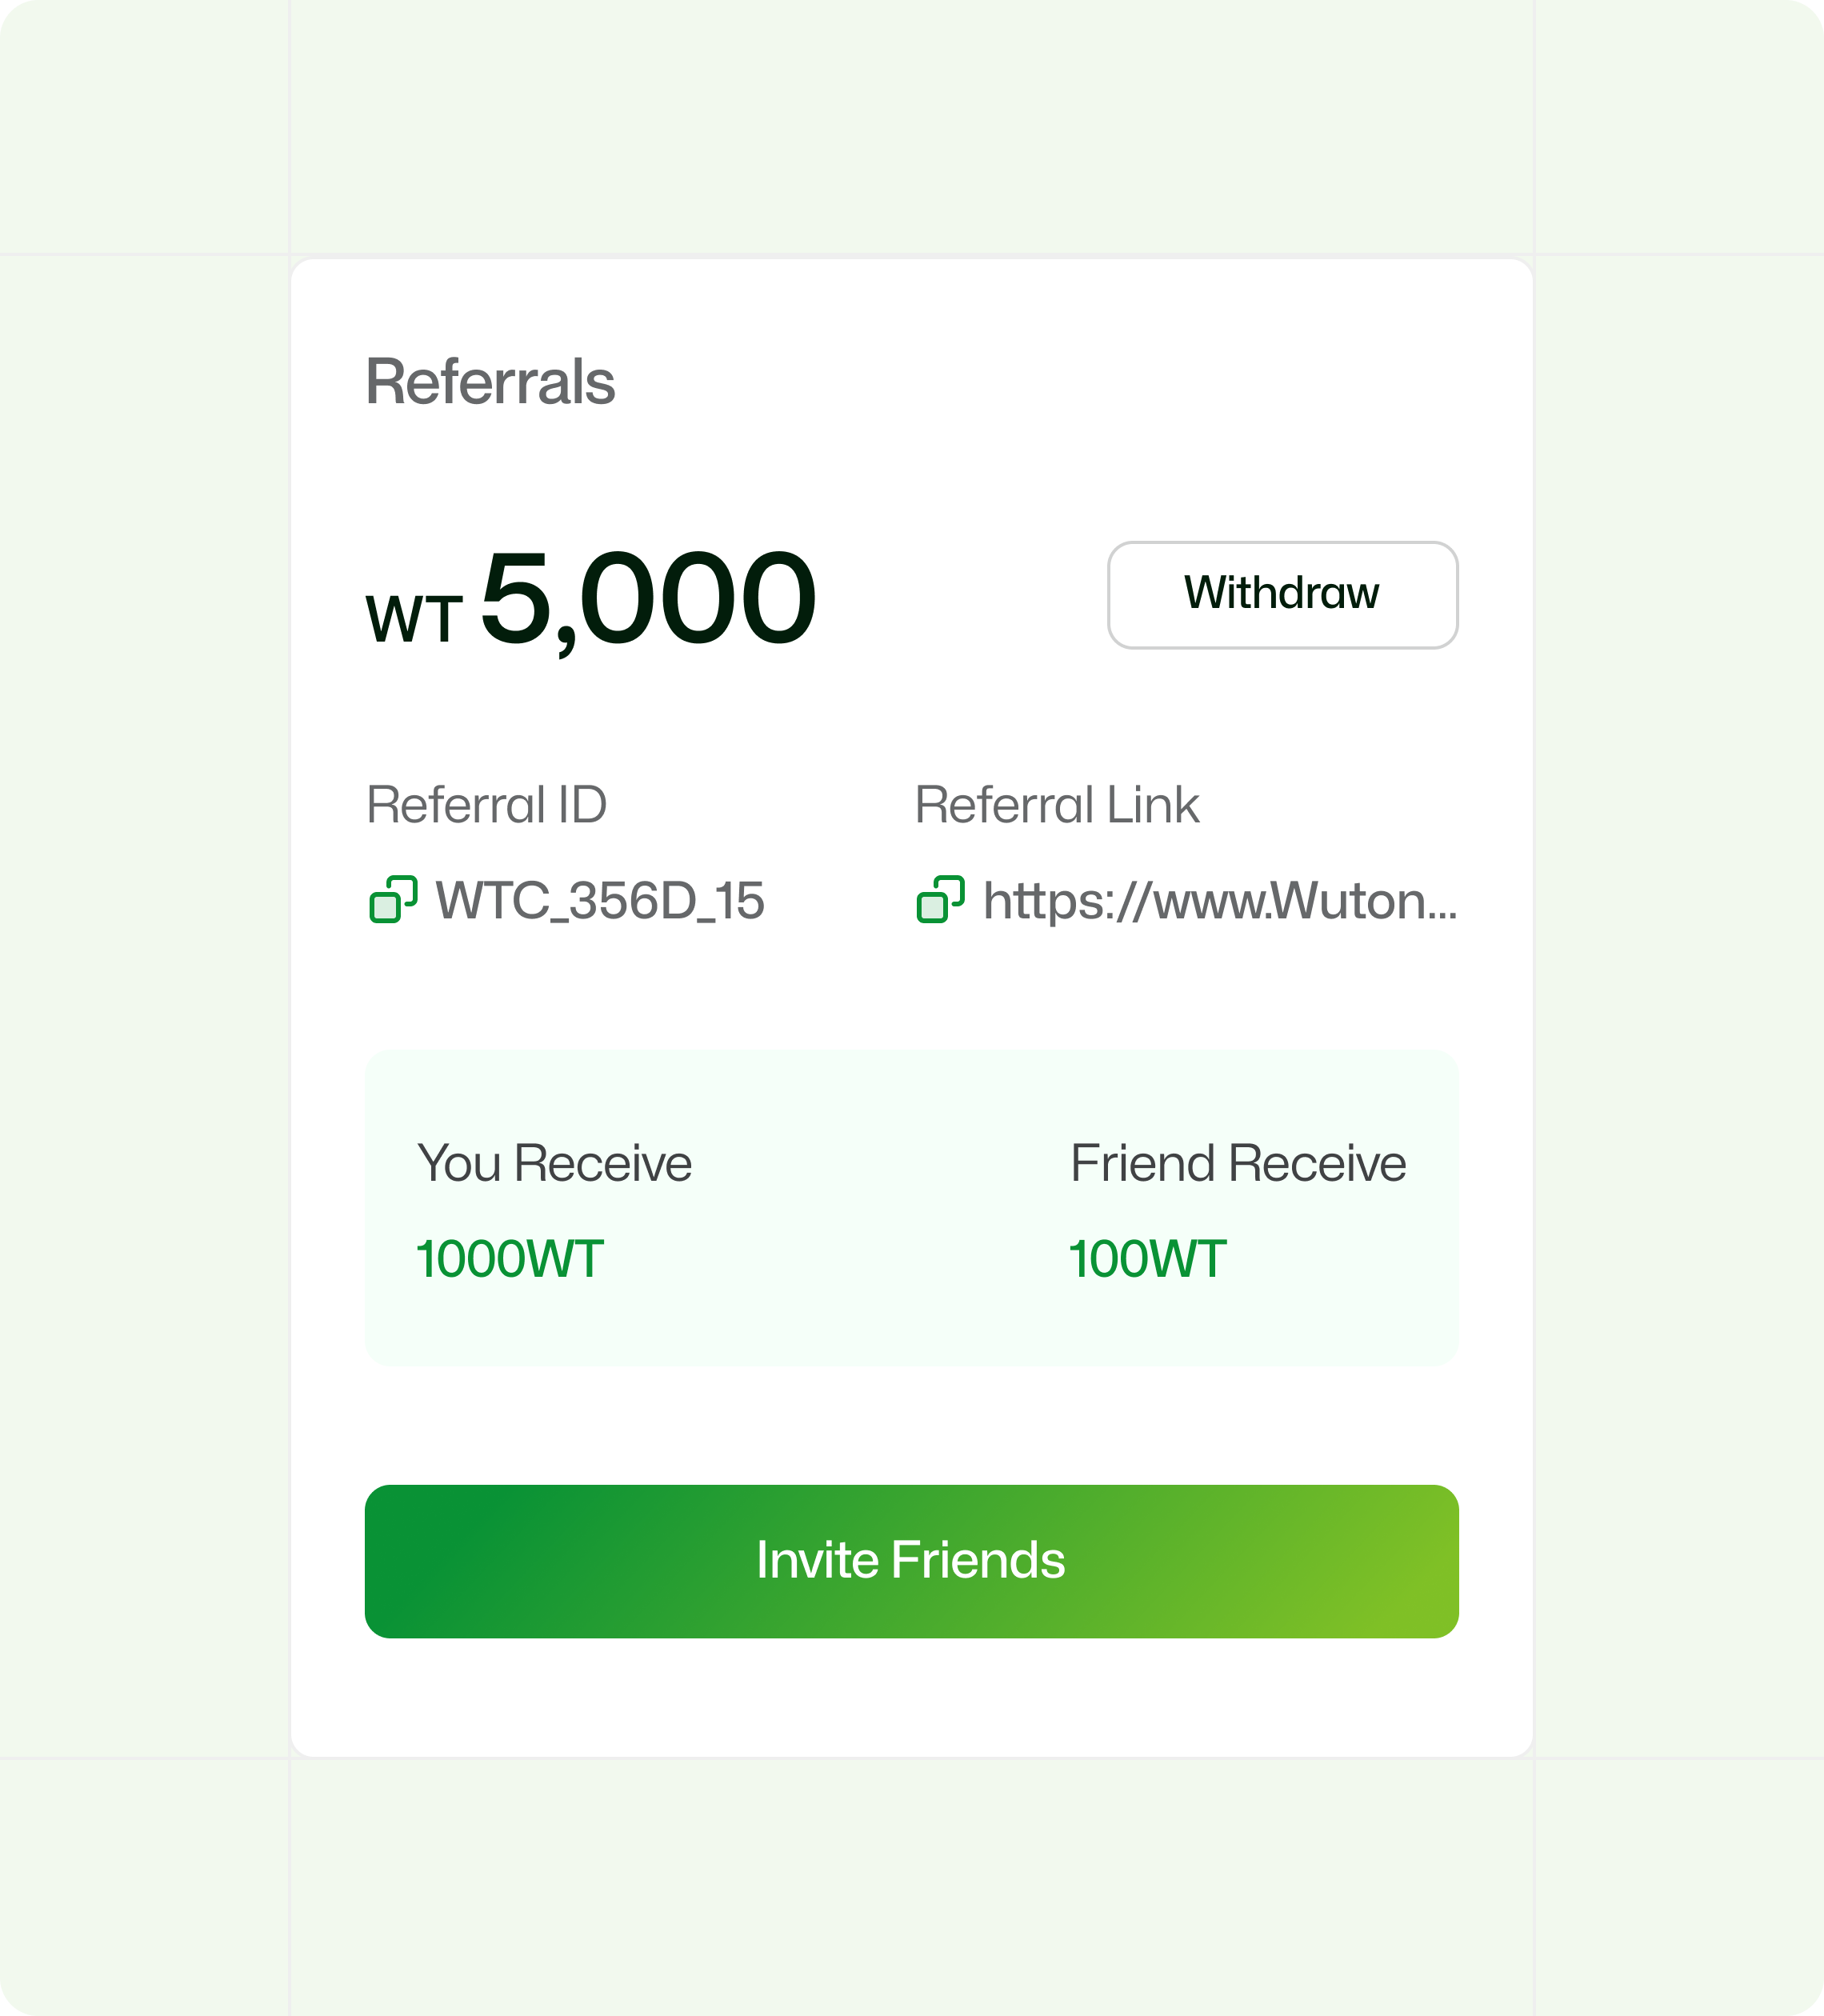 Referrals
WT 5,000
Withdraw
Referral ID
Referral Link
WTC_356D_15
https://www.Wuton...
You Receive
Friend Receive
1000WT
100WT
Invite Friends